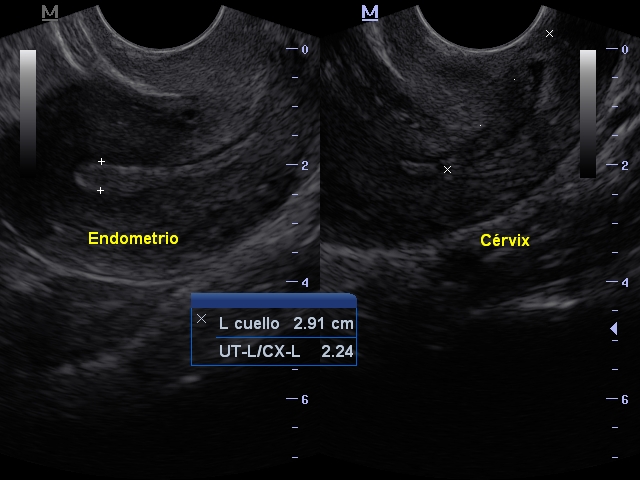 M
M
0
0
2
2
Endometrio
Cérvix
4
4
× L cuello 2.91 cm
UT-L/CX-L 2.24
6
6